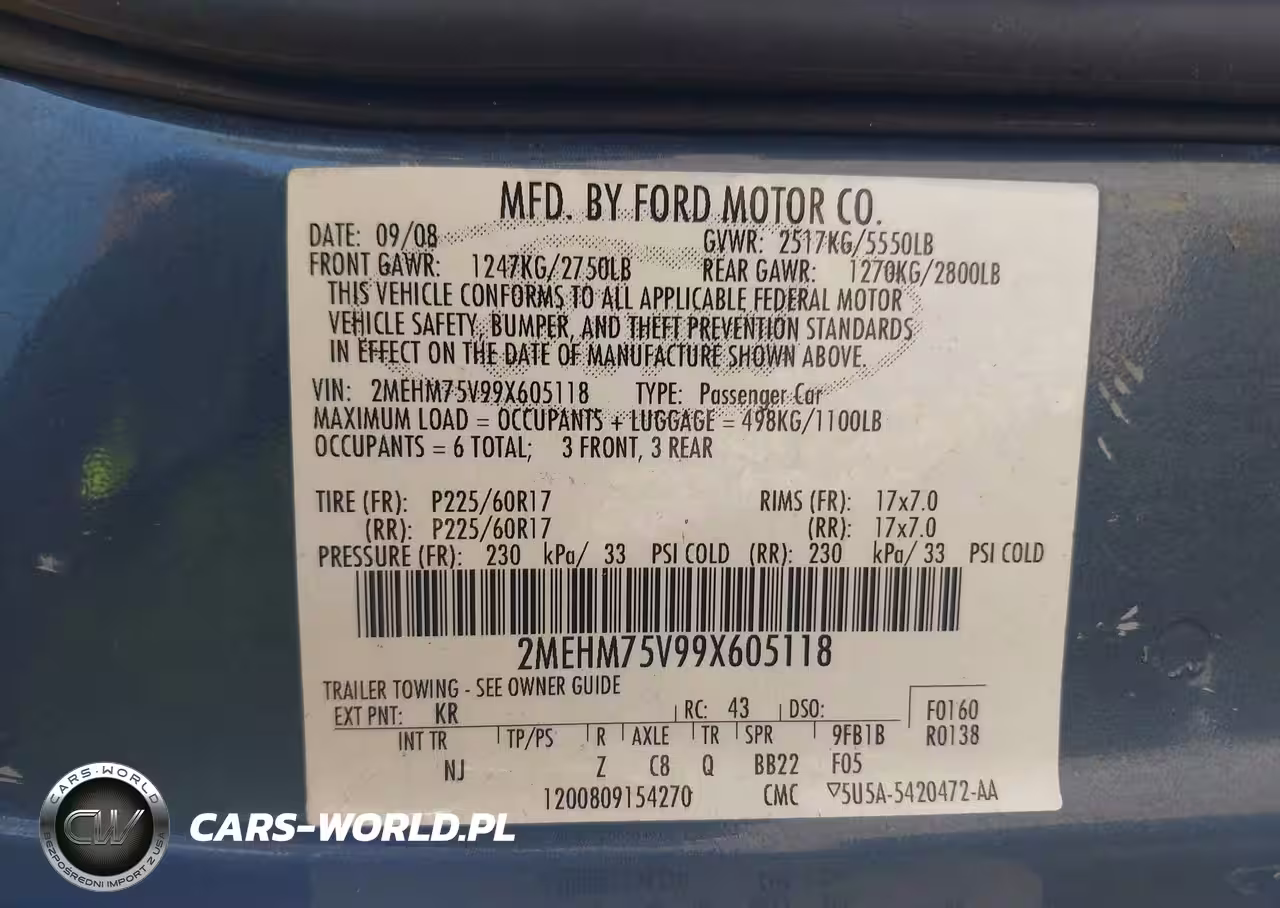 MFD. BY FORD MOTOR CO.
DATE: 09/08 GVWR: 2517KG/5550LB
FRONT GAWR: 1247KG/2750LB REAR GAWR: 1270KG/2800LB
THIS VEHICLE CONFORMS TO ALL APPLICABLE FEDERAL MOTOR
VEHICLE SAFETY, BUMPER, AND THEFT PREVENTION STANDARDS
IN EFFECT ON THE DATE OF MANUFACTURE SHOWN ABOVE.
VIN: 2MEHM75V99X605118 TYPE: Passenger Car
MAXIMUM LOAD = OCCUPANTS + LUGGAGE = 498KG/1100LB
OCCUPANTS = 6 TOTAL; 3 FRONT, 3 REAR
TIRE (FR): P225/60R17 RIMS (FR): 17x7.0
(RR): P225/60R17 (RR): 17x7.0
PRESSURE (FR): 230 kPa/ 33 PSI COLD (RR): 230 kPa/ 33 PSI COLD
2MEHM75V99X605118
TRAILER TOWING - SEE OWNER GUIDE
EXT PNT: KR RC: 43 DSO: F0160
INT TR TP/PS R AXLE TR SPR 9FB1B R0138
NJ Z C8 Q BB22 F05
1200809154270 CMC ▽5U5A-5420472-AA
CARS-WORLD
CW
BEZPOŚREDNI IMPORT Z USA
CARS-WORLD.PL